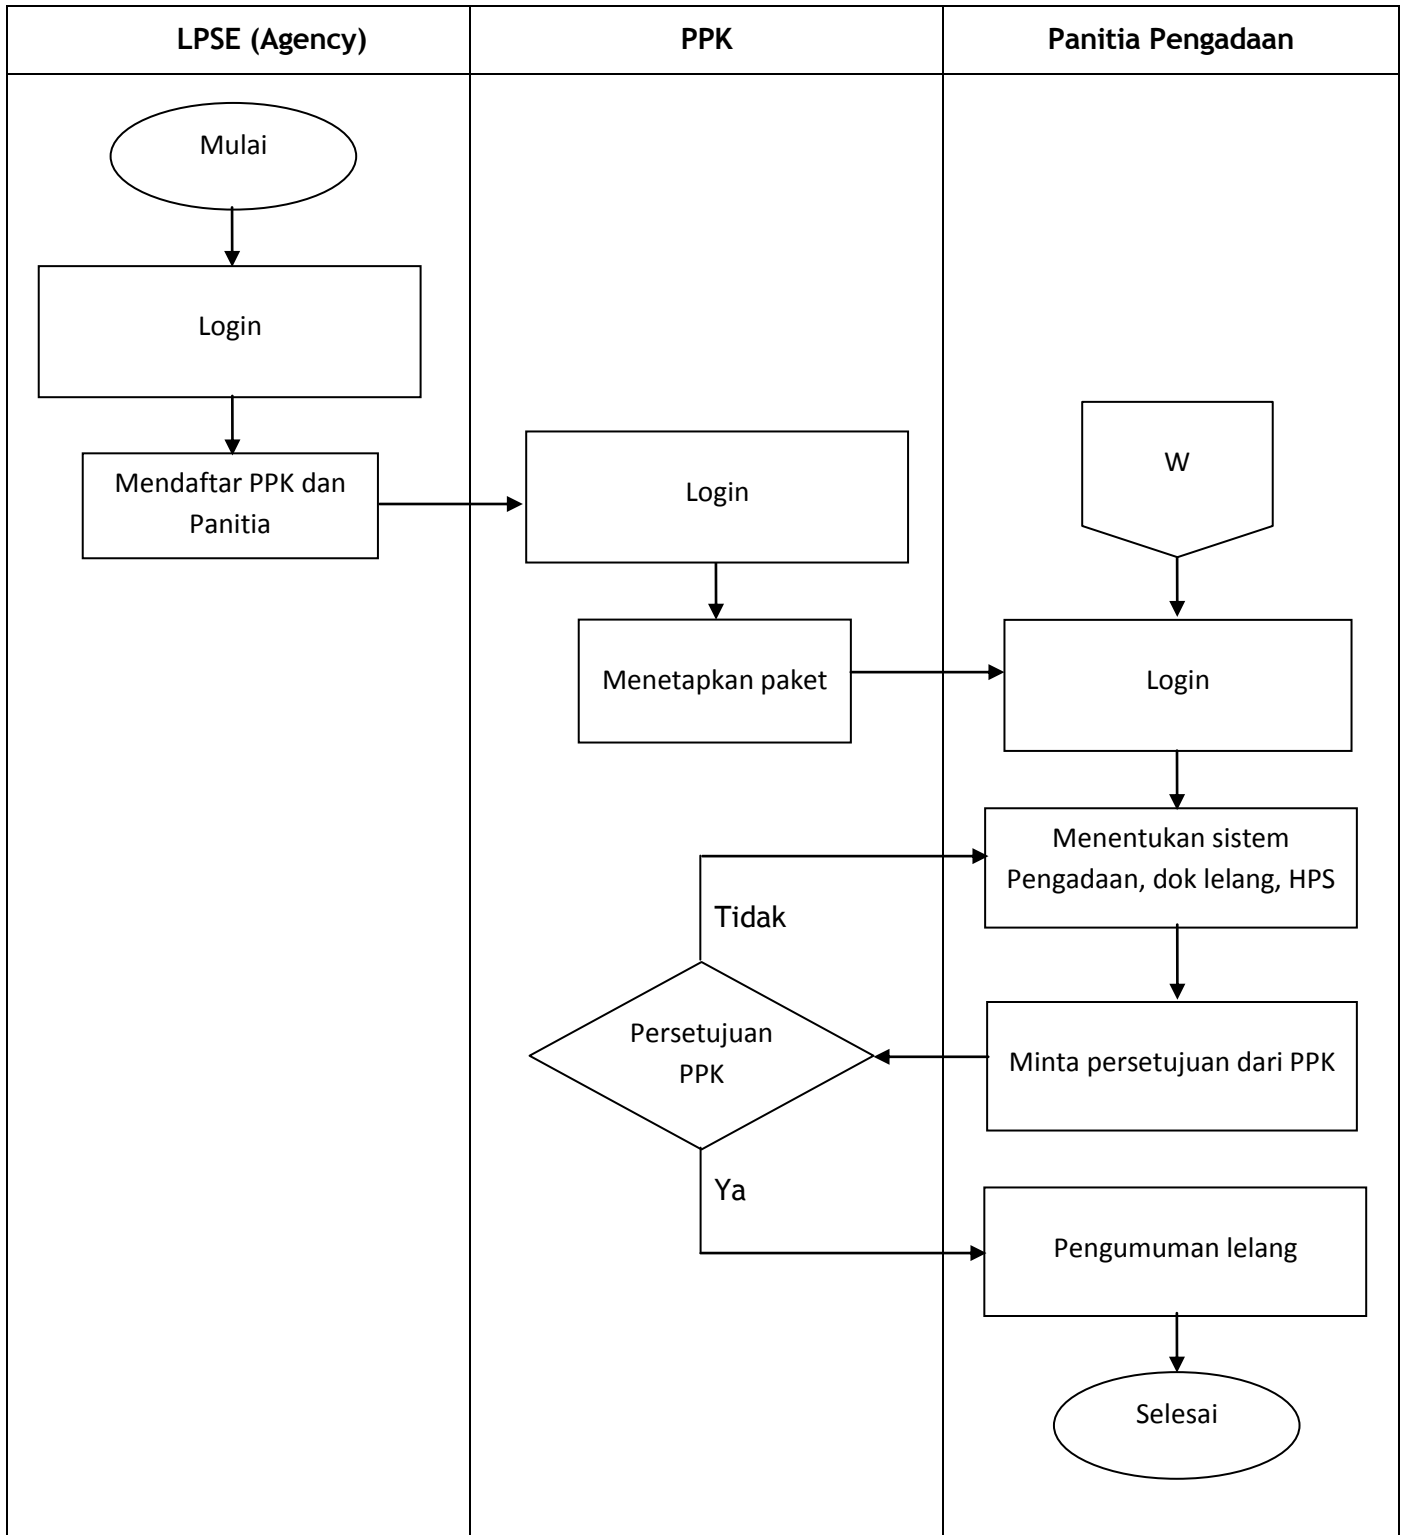 LPSE (Agency)
PPK
Panitia Pengadaan
Mulai
Login
Mendaftar PPK dan
Panitia
Login
W
Menetapkan paket
Login
Menentukan sistem
Pengadaan, dok lelang, HPS
Tidak
Persetujuan
PPK
Minta persetujuan dari PPK
Ya
Pengumuman lelang
Selesai